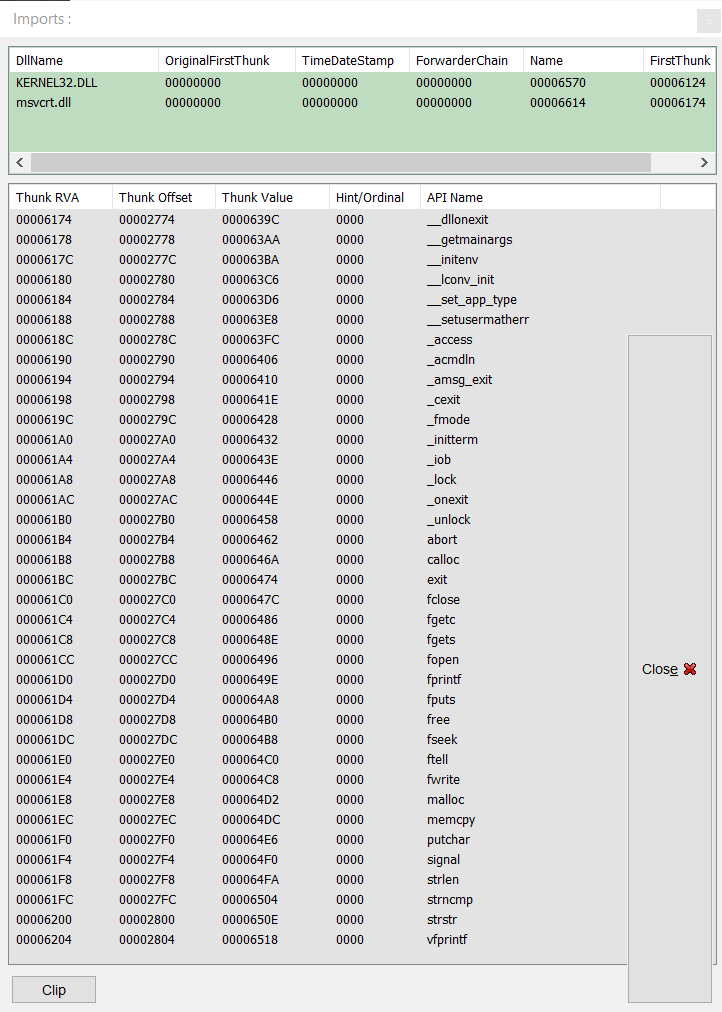 Imports :
x
DllName OriginalFirstThunk TimeDateStamp ForwarderChain Name FirstThunk
KERNEL32.DLL 00000000 00000000 00000000 00006570 00006124
msvcrt.dll 00000000 00000000 00000000 00006614 00006174
Thunk RVA Thunk Offset Thunk Value Hint/Ordinal API Name
00006174 00002774 0000639C 0000 __dllonexit
00006178 00002778 000063AA 0000 __getmainargs
0000617C 0000277C 000063BA 0000 __initenv
00006180 00002780 000063C6 0000 __lconv_init
00006184 00002784 000063D6 0000 __set_app_type
00006188 00002788 000063E8 0000 __setusermatherr
0000618C 0000278C 000063FC 0000 _access
00006190 00002790 00006406 0000 _acmdln
00006194 00002794 00006410 0000 _amsg_exit
00006198 00002798 0000641E 0000 _cexit
0000619C 0000279C 00006428 0000 _fmode
000061A0 000027A0 00006432 0000 _initterm
000061A4 000027A4 0000643E 0000 _iob
000061A8 000027A8 00006446 0000 _lock
000061AC 000027AC 0000644E 0000 _onexit
000061B0 000027B0 00006458 0000 _unlock
000061B4 000027B4 00006462 0000 abort
000061B8 000027B8 0000646A 0000 calloc
000061BC 000027BC 00006474 0000 exit
000061C0 000027C0 0000647C 0000 fclose
000061C4 000027C4 00006486 0000 fgetc
000061C8 000027C8 0000648E 0000 fgets
000061CC 000027CC 00006496 0000 fopen
000061D0 000027D0 0000649E 0000 fprintf
000061D4 000027D4 000064A8 0000 fputs
000061D8 000027D8 000064B0 0000 free
000061DC 000027DC 000064B8 0000 fseek
000061E0 000027E0 000064C0 0000 ftell
000061E4 000027E4 000064C8 0000 fwrite
000061E8 000027E8 000064D2 0000 malloc
000061EC 000027EC 000064DC 0000 memcpy
000061F0 000027F0 000064E6 0000 putchar
000061F4 000027F4 000064F0 0000 signal
000061F8 000027F8 000064FA 0000 strlen
000061FC 000027FC 00006504 0000 strncmp
00006200 00002800 0000650E 0000 strstr
00006204 00002804 00006518 0000 vfprintf
Close
Clip